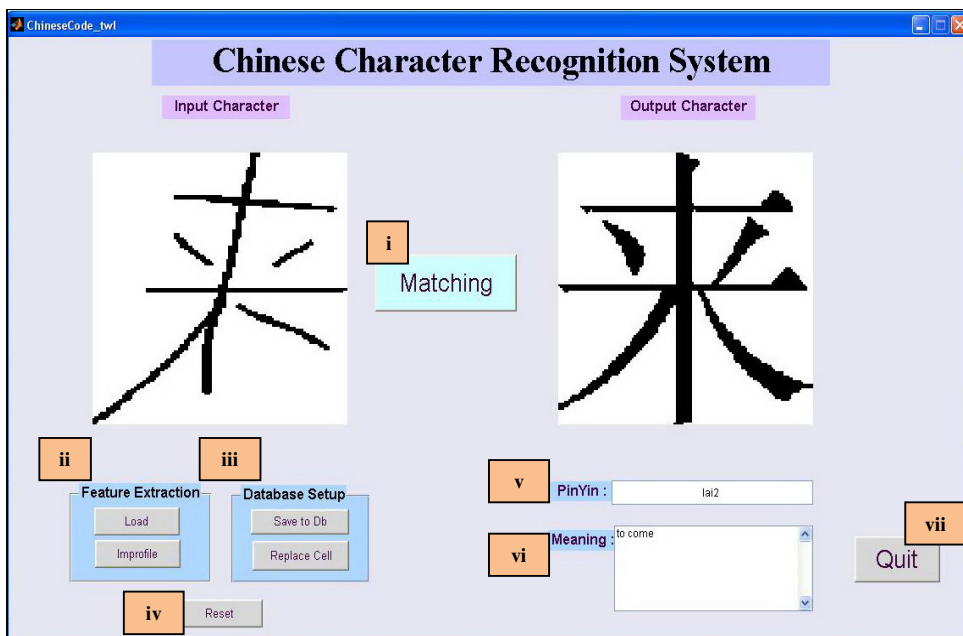 ChineseCode_twl
Chinese Character Recognition System
Input Character
Output Character
来
i
Matching
来
ii
iii
Feature Extraction
Database Setup
Load
Save to Db
Improfile
Replace Cell
iv
Reset
v
PinYin :
lai2
vi
Meaning :
to come
vii
Quit